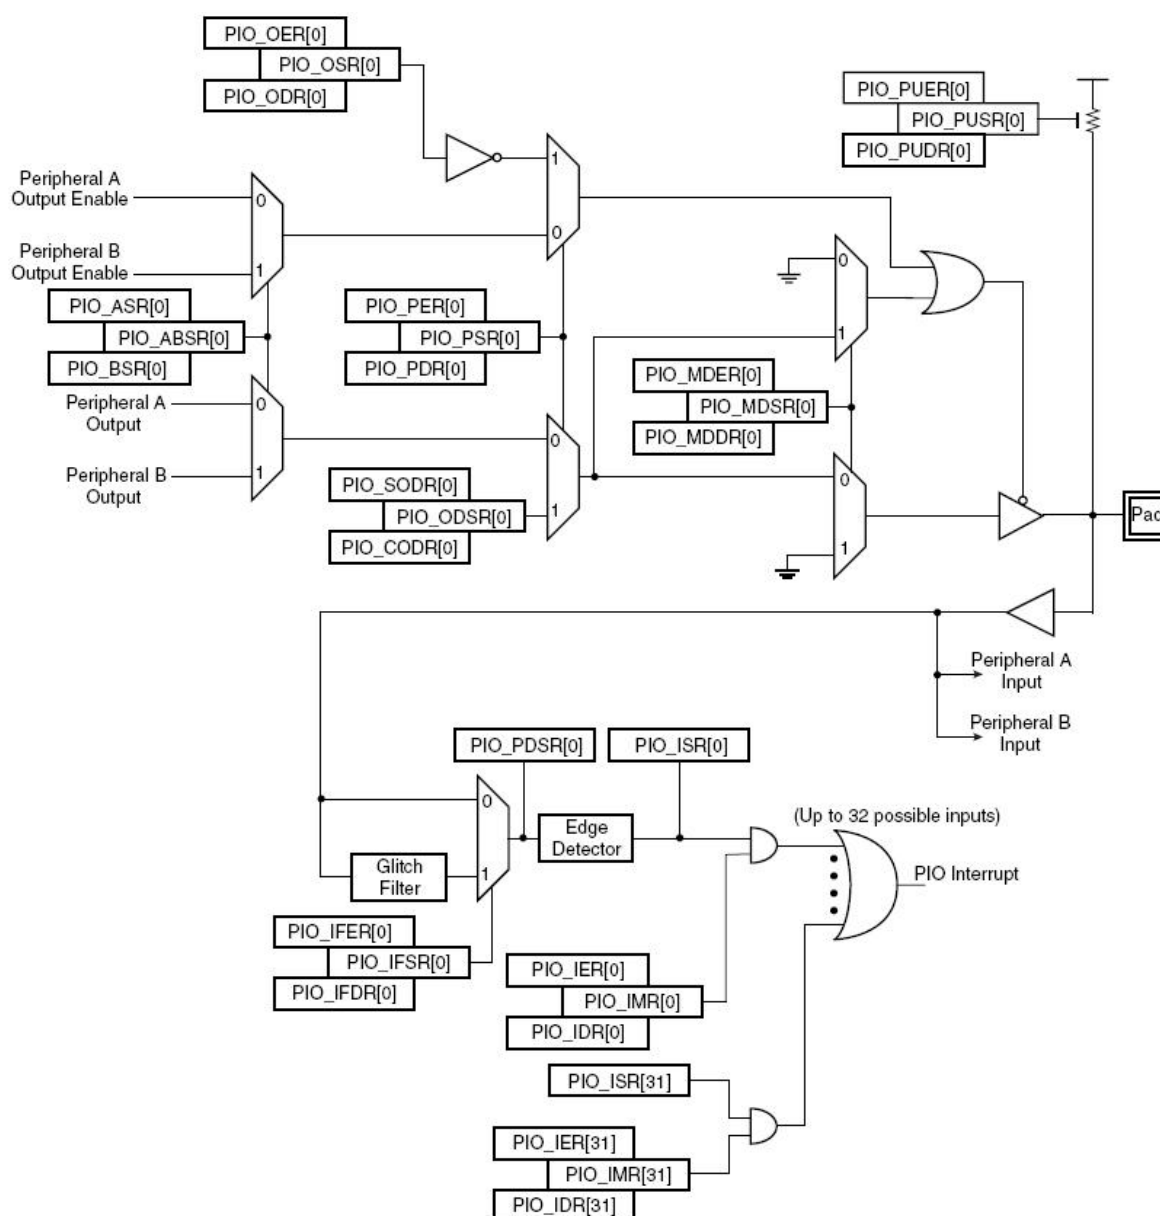 PIO_OER[0]
PIO_OSR[0]
PIO_ODR[0]
PIO_PUER[0]
PIO_PUSR[0]
PIO_PUDR[0]
Peripheral A
Output Enable
0
1
0
Peripheral B
Output Enable
1
0
1
PIO_ASR[0]
PIO_ABSR[0]
PIO_BSR[0]
PIO_PER[0]
PIO_PSR[0]
PIO_PDR[0]
PIO_MDER[0]
PIO_MDSR[0]
PIO_MDDR[0]
Peripheral A
Output
0
Peripheral B
Output
1
0
1
PIO_SODR[0]
PIO_ODSR[0]
PIO_CODR[0]
0
1
Pad
Peripheral A
Input
Peripheral B
Input
PIO_PDSR[0]
PIO_ISR[0]
0
1
Edge
Detector
Glitch
Filter
(Up to 32 possible inputs)
PIO Interrupt
PIO_IFER[0]
PIO_IFSR[0]
PIO_IFDR[0]
PIO_IER[0]
PIO_IMR[0]
PIO_IDR[0]
PIO_ISR[31]
PIO_IER[31]
PIO_IMR[31]
PIO_IDR[31]